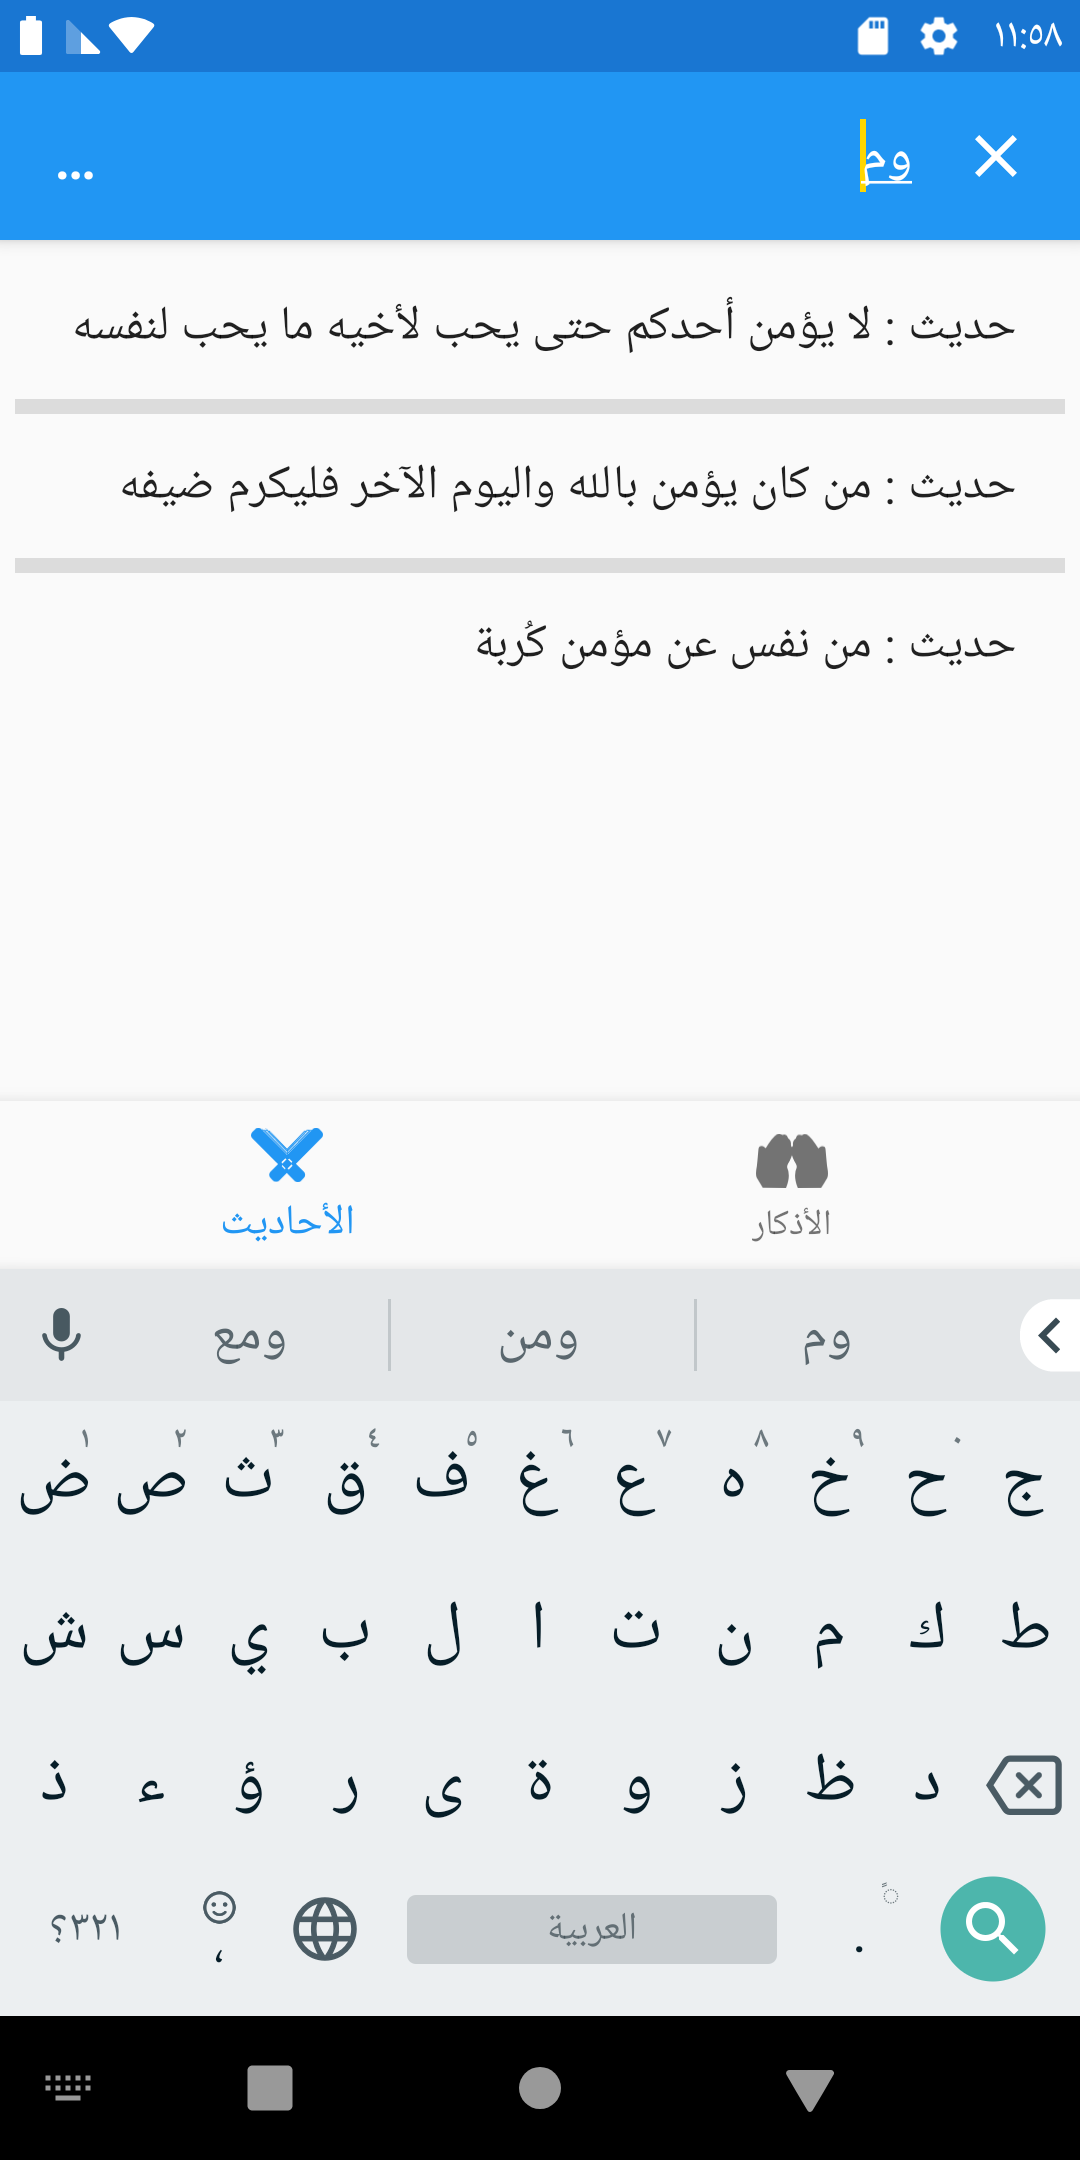 ١١:٥٨
وم
...
حديث : لا يؤمن أحدكم حتى يحب لأخيه ما يحب لنفسه
حديث : من كان يؤمن بالله واليوم الآخر فليكرم ضيفه
حديث : من نفس عن مؤمن كُربة
الأذكار
الأحاديث
وم
ومن
ومع
١ ٢ ٣ ٤ ٥ ٦ ٧ ٨ ٩ ٠
ض ص ث ق ف غ ع ه خ ح ج
ش س ي ب ل ا ت ن م ك ط
ذ ء ؤ ر ى ة و ز ظ د
٣٢١؟
،
العربية
.
ً